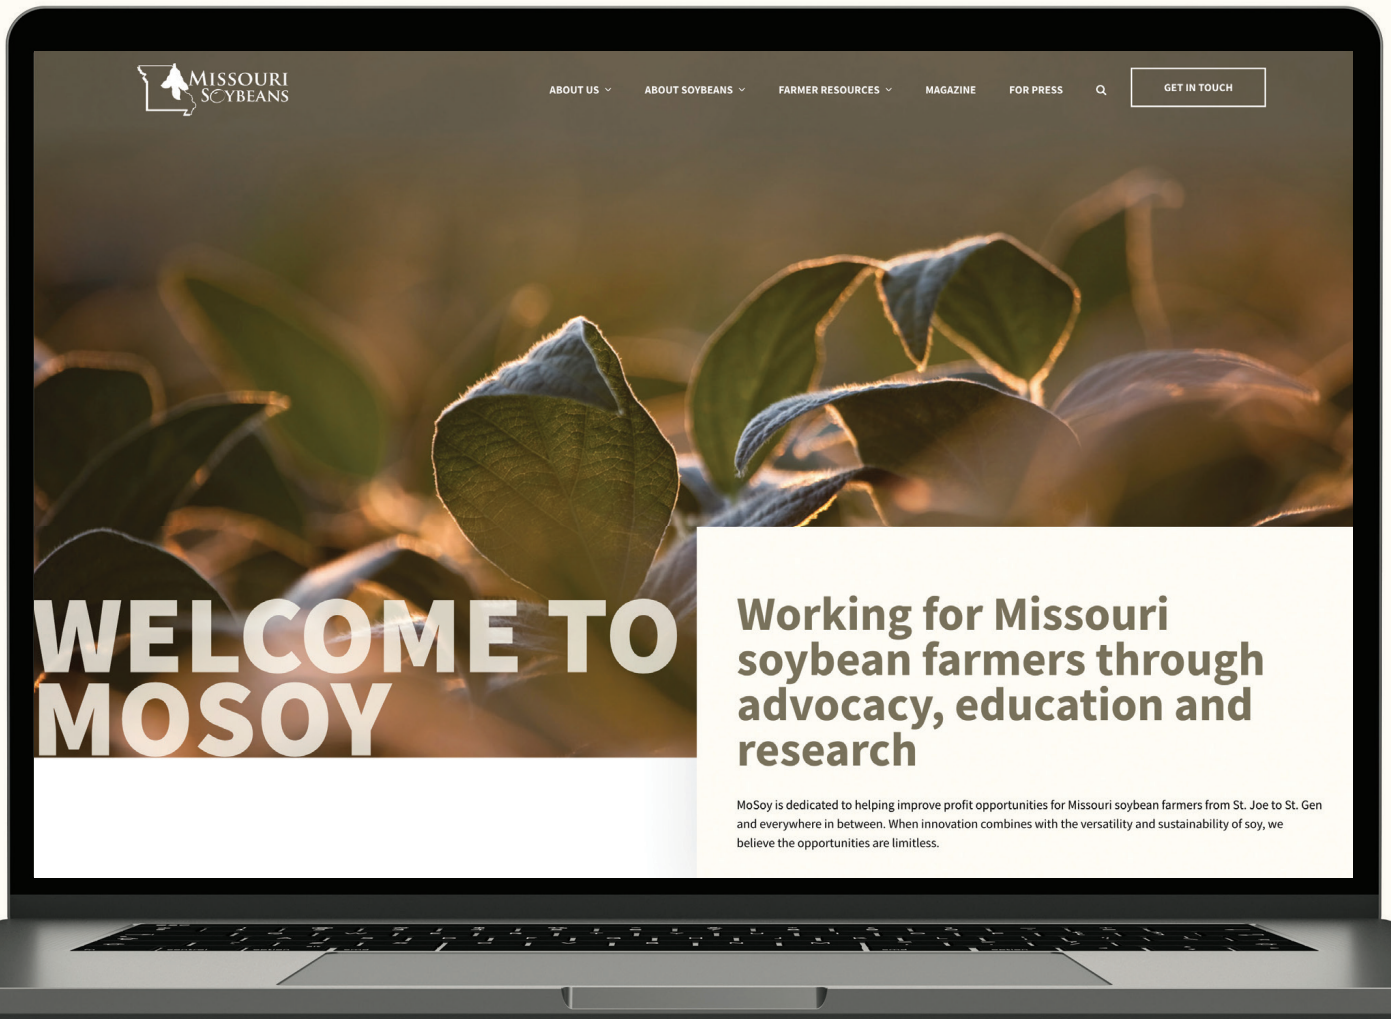 MISSOURI
SOYBEANS
ABOUT US
ABOUT SOYBEANS
FARMER RESOURCES
MAGAZINE
FOR PRESS
GET IN TOUCH
WELCOME TO
MOSOY
Working for Missouri
soybean farmers through
advocacy, education and
research
MoSoy is dedicated to helping improve profit opportunities for Missouri soybean farmers from St. Joe to St. Gen
and everywhere in between. When innovation combines with the versatility and sustainability of soy, we
believe the opportunities are limitless.